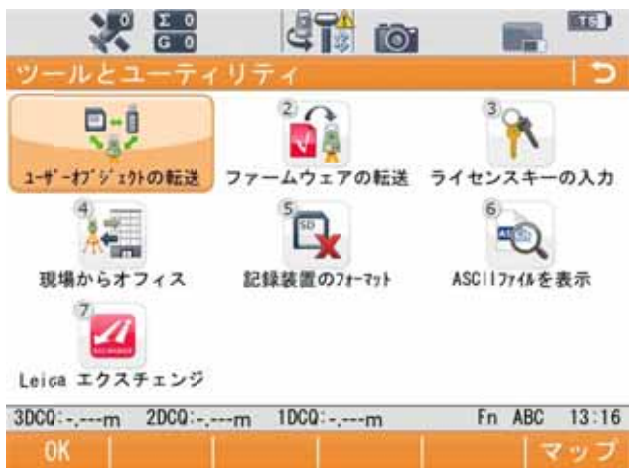 0 Σ 0
G 0
TS
ツールとユーティリティ
ユーザーオブジェクトの転送
② ファームウェアの転送
③ ライセンスキーの入力
④ 現場からオフィス
⑤ SD 記録装置のフォーマット
⑥ ASCIIファイルを表示
⑦ Leica エクスチェンジ
3DCQ:-.---m 2DCQ:-.---m 1DCQ:-.---m Fn ABC 13:16
OK マップ